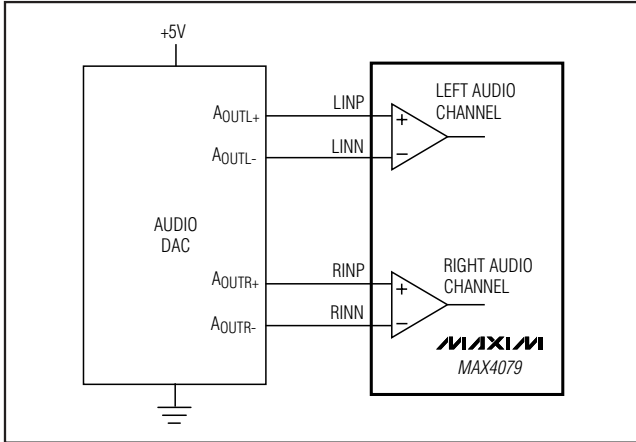 +5V
AUDIO
DAC
AOUTL+
AOUTL-
AOUTR+
AOUTR-
LINP
LINN
RINP
RINN
LEFT AUDIO
CHANNEL
+
−
RIGHT AUDIO
CHANNEL
+
−
MAXIM
MAX4079